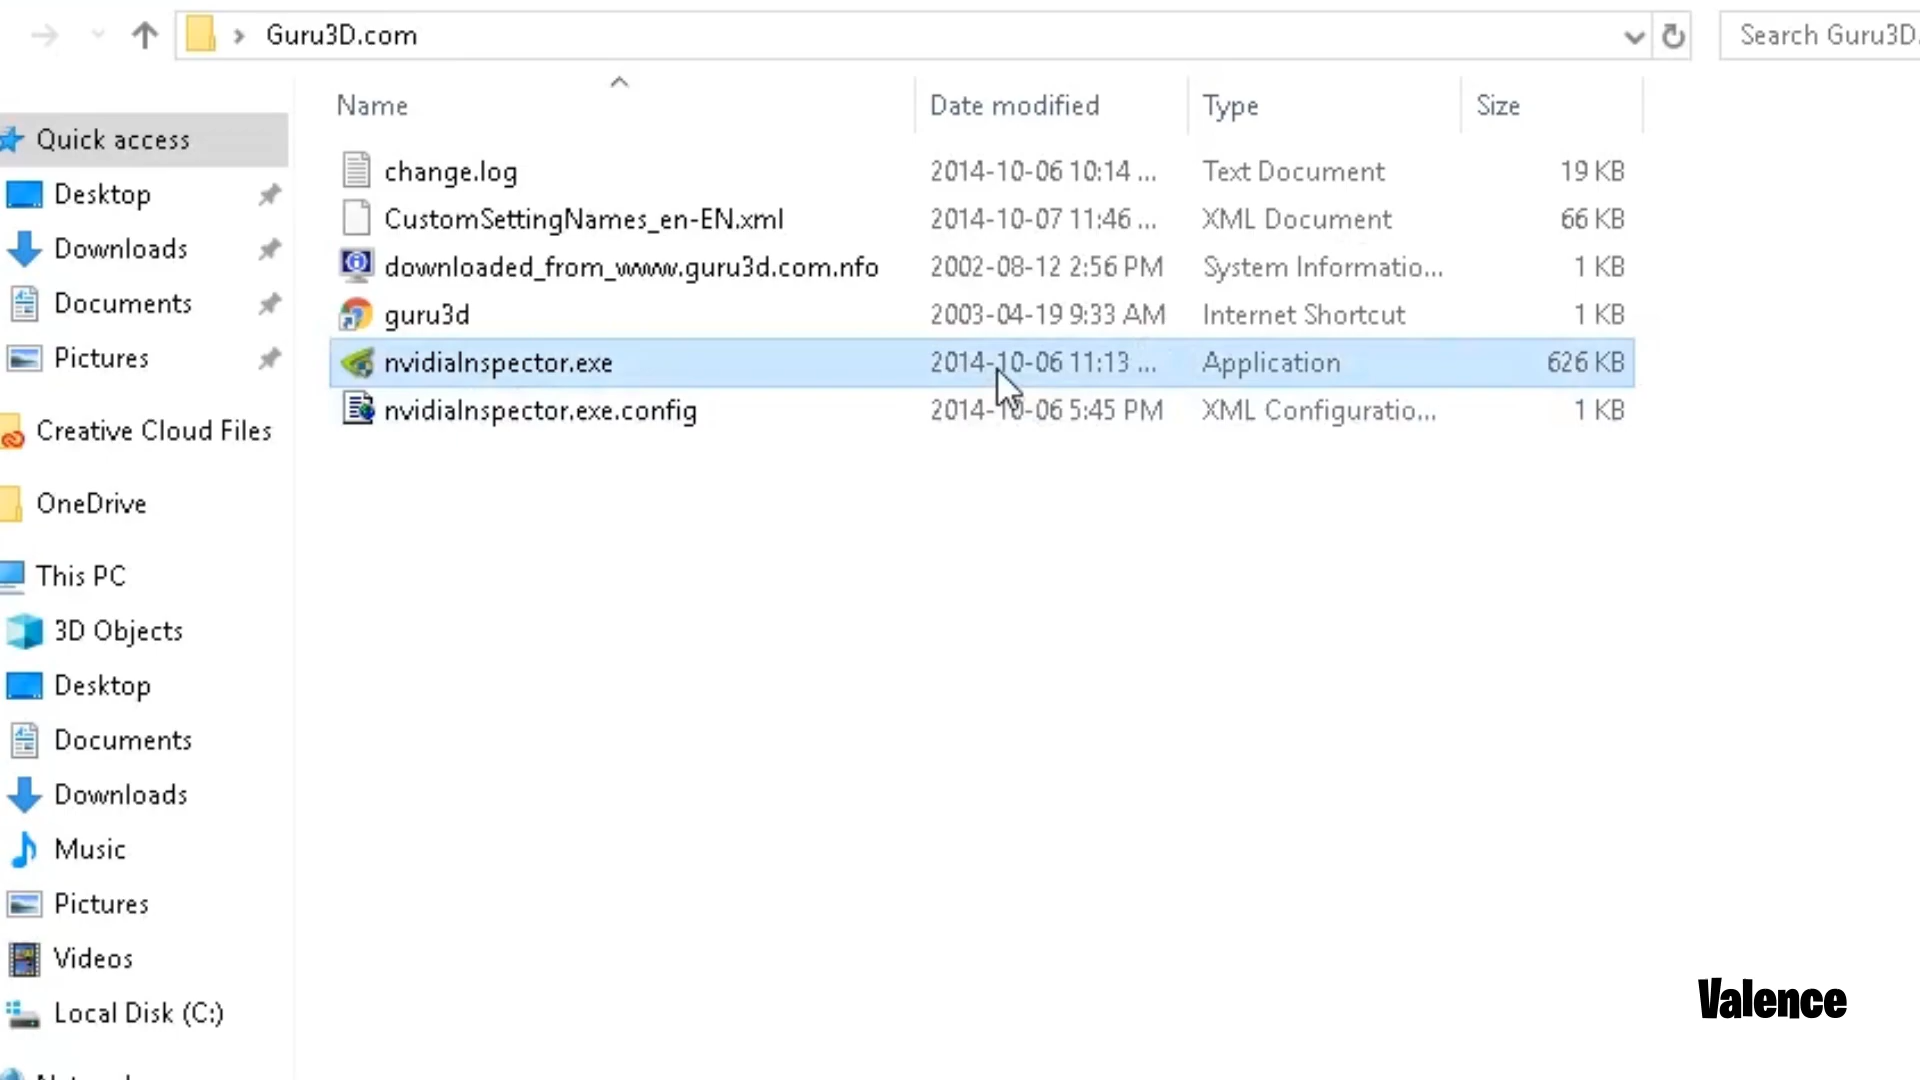 Guru3D.com
Search Guru3D.
Name Date modified Type Size
Quick access
Desktop
Downloads
Documents
Pictures
Creative Cloud Files
OneDrive
This PC
3D Objects
Desktop
Documents
Downloads
Music
Pictures
Videos
Local Disk (C:)
change.log 2014-10-06 10:14 ... Text Document 19 KB
CustomSettingNames_en-EN.xml 2014-10-07 11:46 ... XML Document 66 KB
downloaded_from_www.guru3d.com.nfo 2002-08-12 2:56 PM System Informatio... 1 KB
guru3d 2003-04-19 9:33 AM Internet Shortcut 1 KB
nvidiaInspector.exe 2014-10-06 11:13 ... Application 626 KB
nvidiaInspector.exe.config 2014-10-06 5:45 PM XML Configuratio... 1 KB
Valence